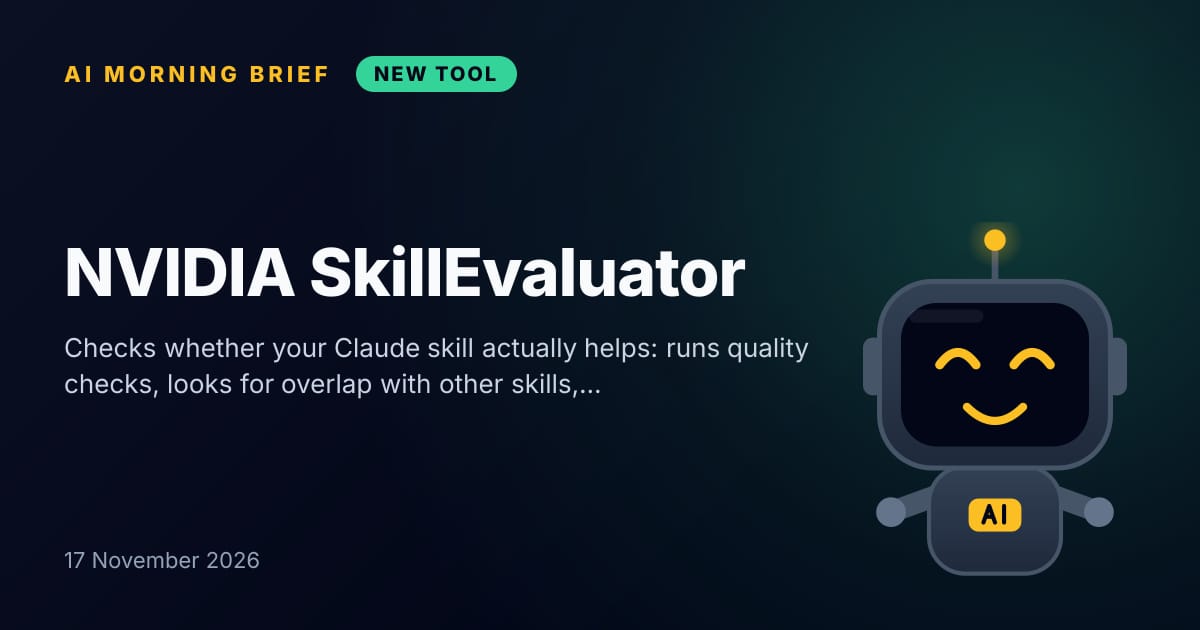 AI MORNING BRIEF
NEW TOOL
NVIDIA SkillEvaluator
Checks whether your Claude skill actually helps: runs quality
checks, looks for overlap with other skills,...
AI
17 November 2026